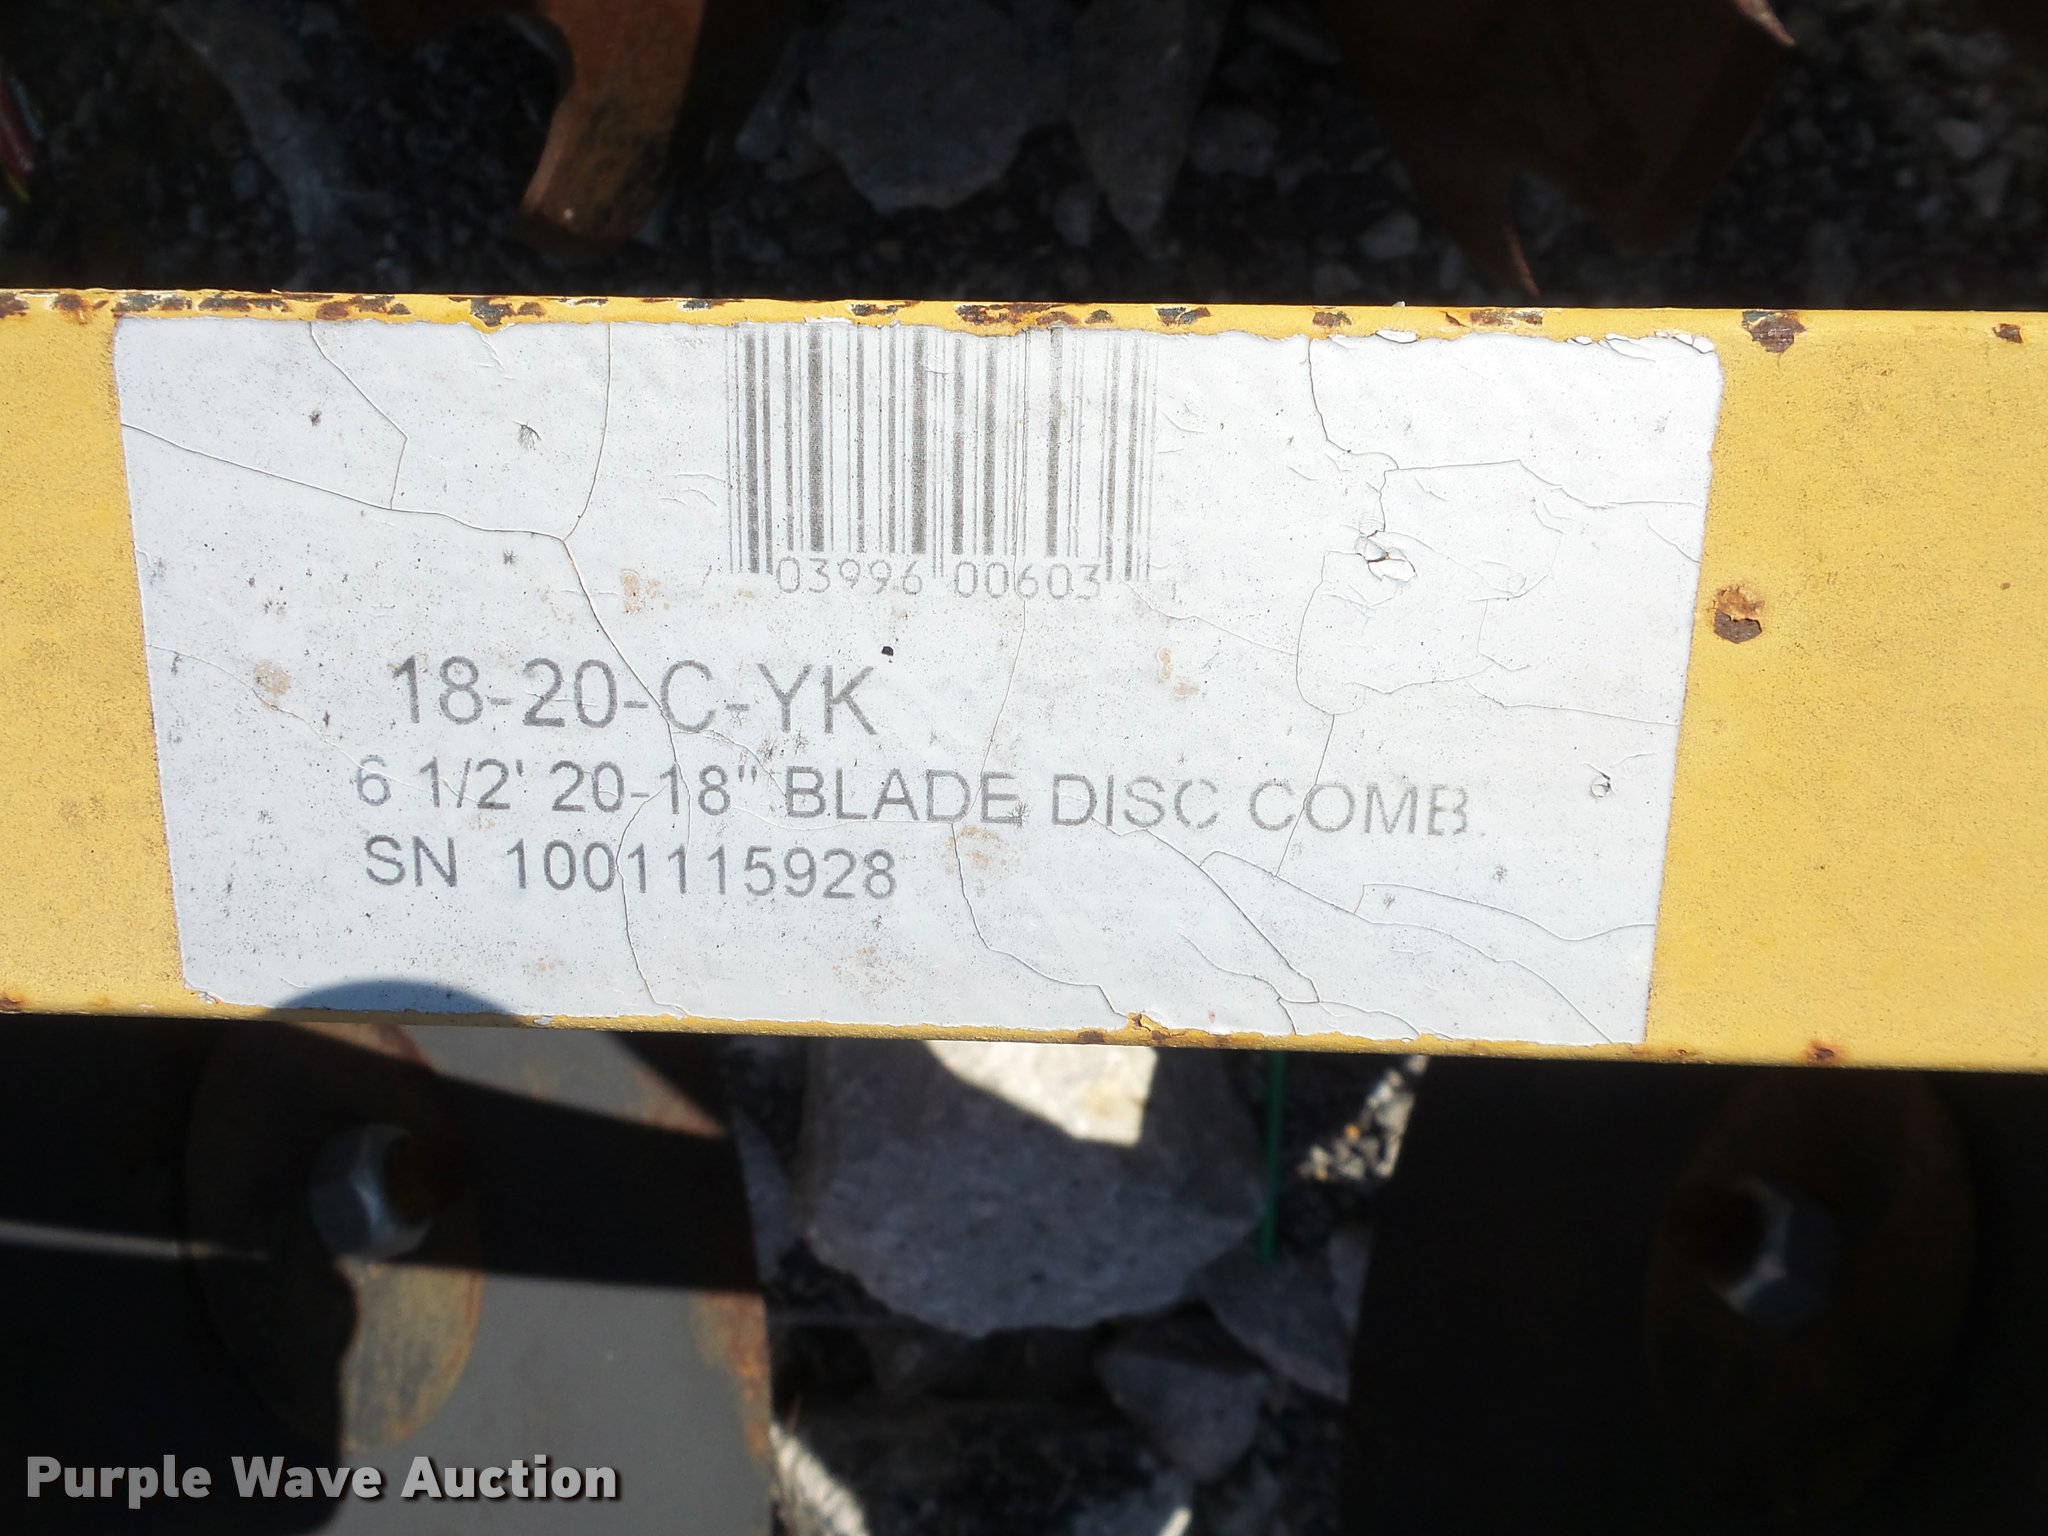 03996 00603
18-20-C-YK
6 1/2' 20-18" BLADE DISC COMB.
SN 1001115928
Purple Wave Auction